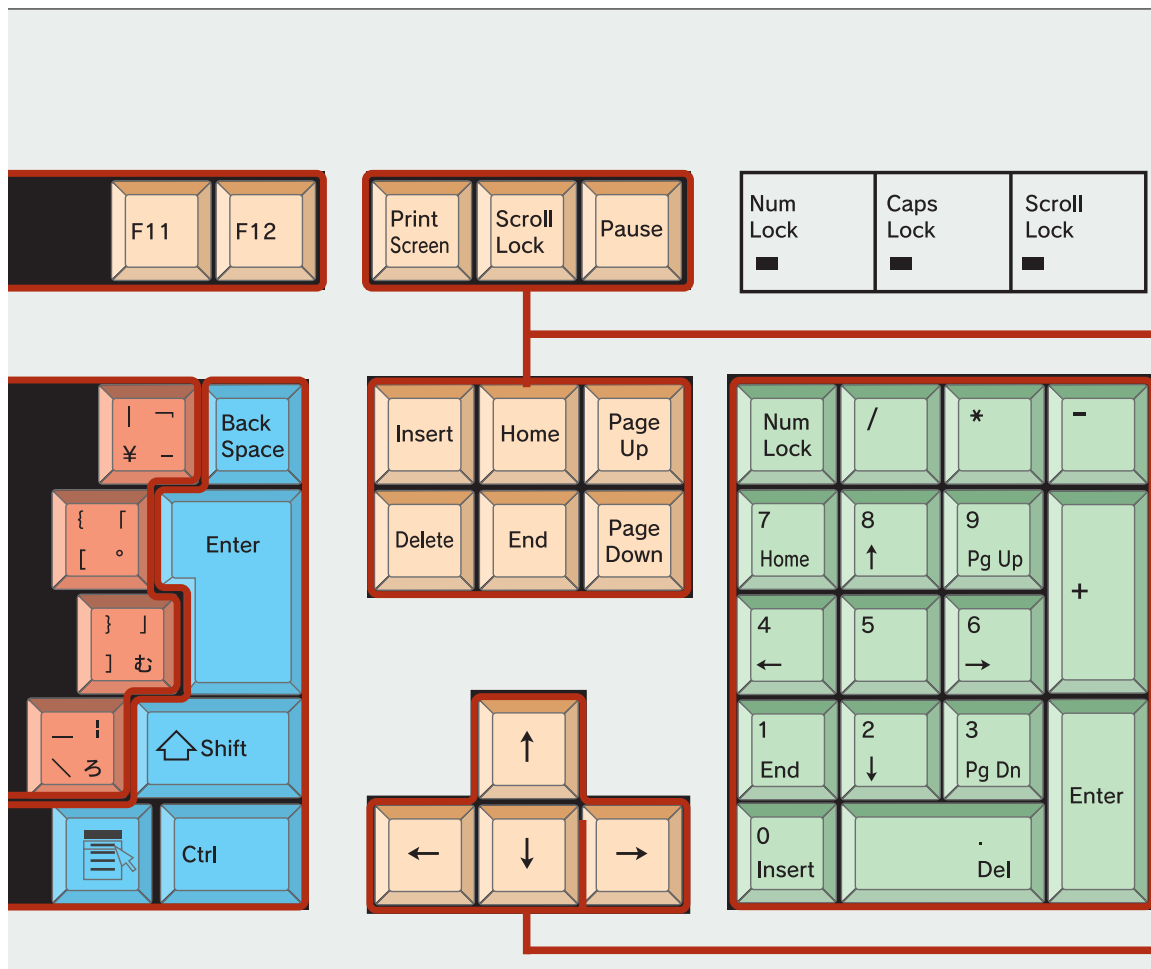 F11
F12
Print
Screen
Scroll
Lock
Pause
Num
Lock
Caps
Lock
Scroll
Lock
| ¬
¥ −
Back
Space
Insert
Home
Page
Up
Num
Lock
/
*
-
{ 「
[ °
Enter
Delete
End
Page
Down
7
Home
8
↑
9
Pg Up
+
} 」
] む
4
←
5
6
→
— ¦
\ ろ
Shift
↑
1
End
2
↓
3
Pg Dn
Enter
Ctrl
←
↓
→
0
Insert
.
Del